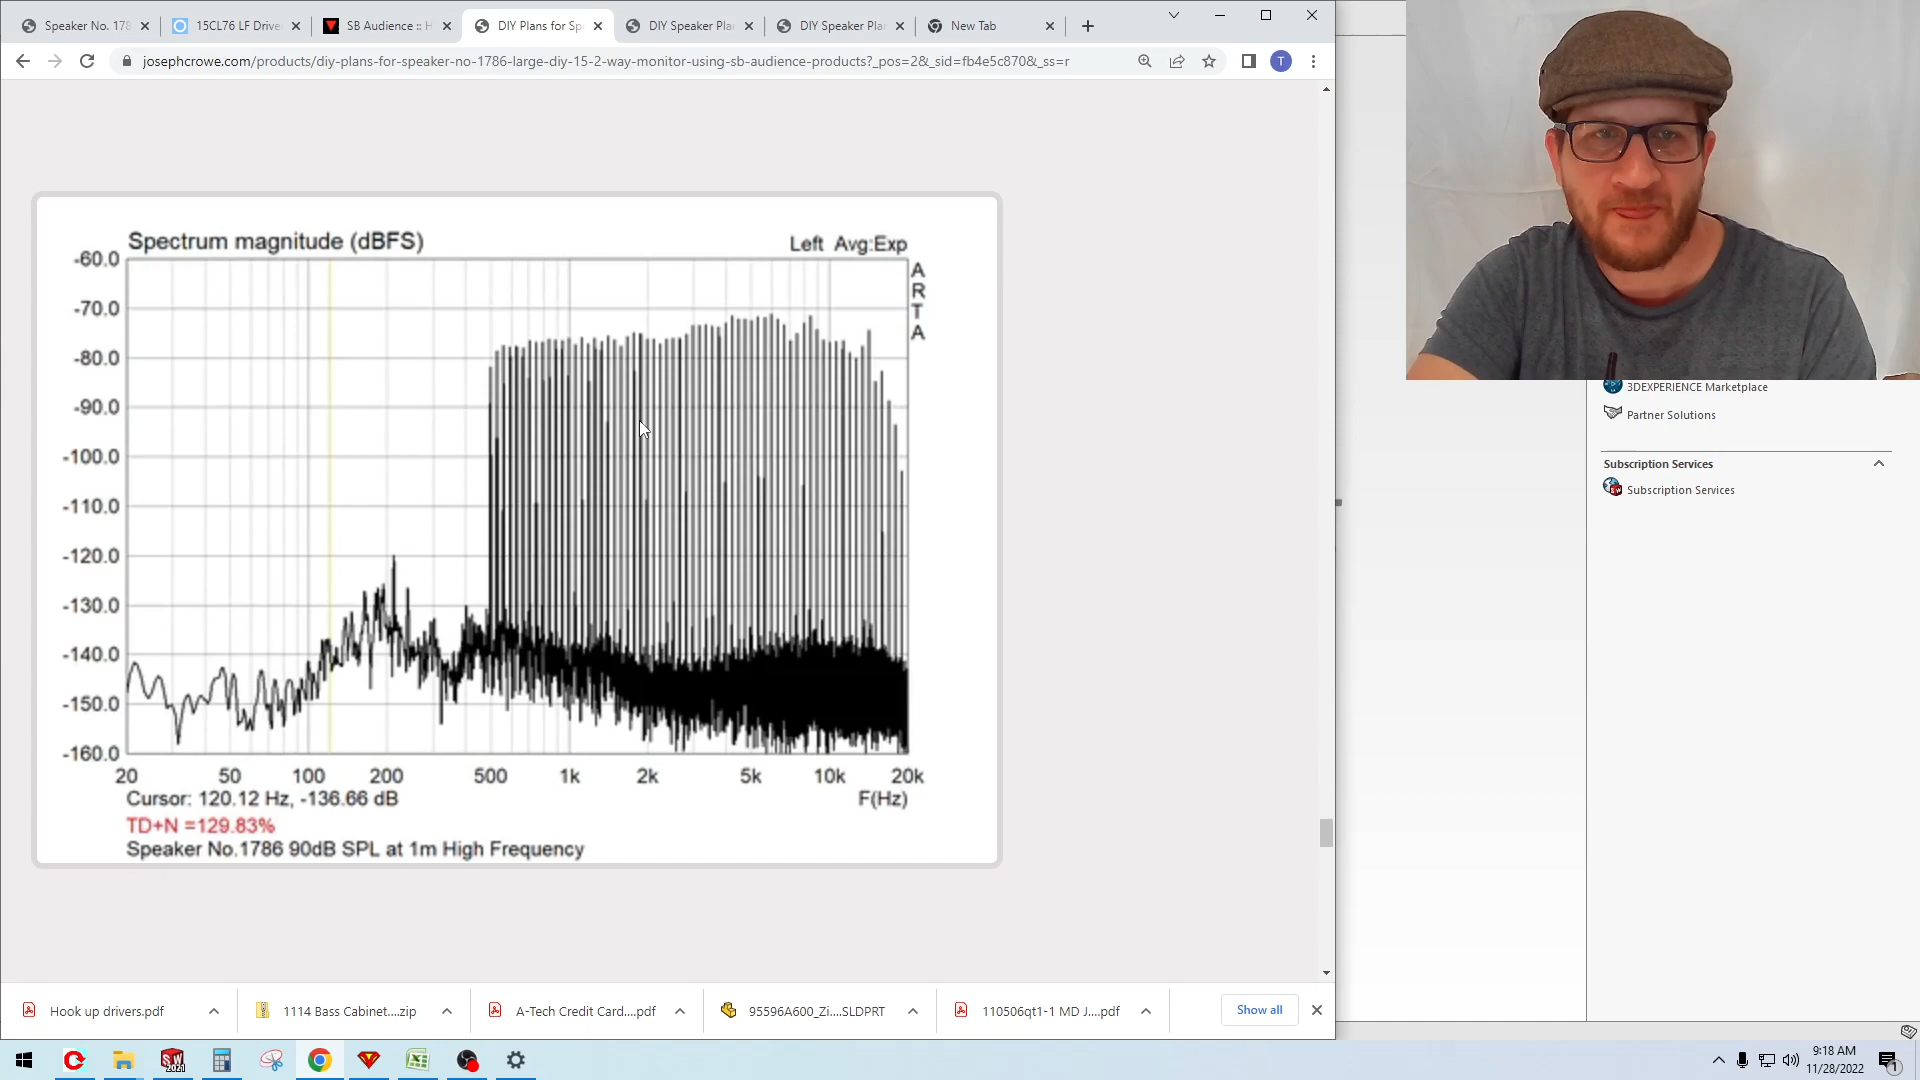 Speaker No. 178
15CL76 LF Drive
SB Audience :: H
DIY Plans for Sp
DIY Speaker Pla
DIY Speaker Pla
New Tab
josephcrowe.com/products/diy-plans-for-speaker-no-1786-large-diy-15-2-way-monitor-using-sb-audience-products?_pos=2&_sid=fb4e5c870&_ss=r
T
Spectrum magnitude (dBFS)
Left Avg:Exp
A
R
T
A
-60.0
-70.0
-80.0
-90.0
-100.0
-110.0
-120.0
-130.0
-140.0
-150.0
-160.0
20 50 100 200 500 1k 2k 5k 10k 20k
Cursor: 120.12 Hz, -136.66 dB
F(Hz)
TD+N =129.83%
Speaker No.1786 90dB SPL at 1m High Frequency
3DEXPERIENCE Marketplace
Partner Solutions
Subscription Services
Subscription Services
Hook up drivers.pdf
1114 Bass Cabinet....zip
A-Tech Credit Card....pdf
95596A600_Zi....SLDPRT
110506qt1-1 MD J....pdf
Show all
SW
2021
9:18 AM
11/28/2022
1